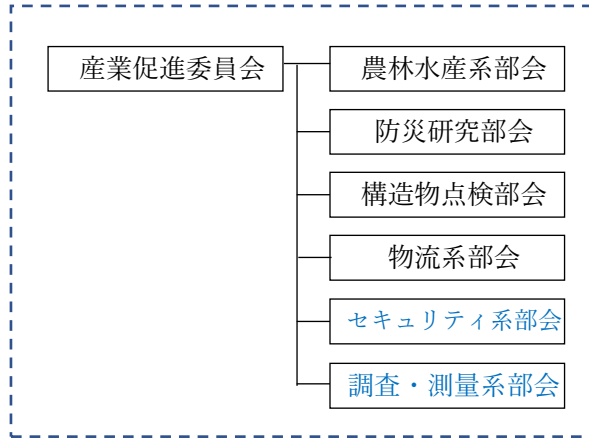 産業促進委員会
農林水産系部会
防災研究部会
構造物点検部会
物流系部会
セキュリティ系部会
調査・測量系部会